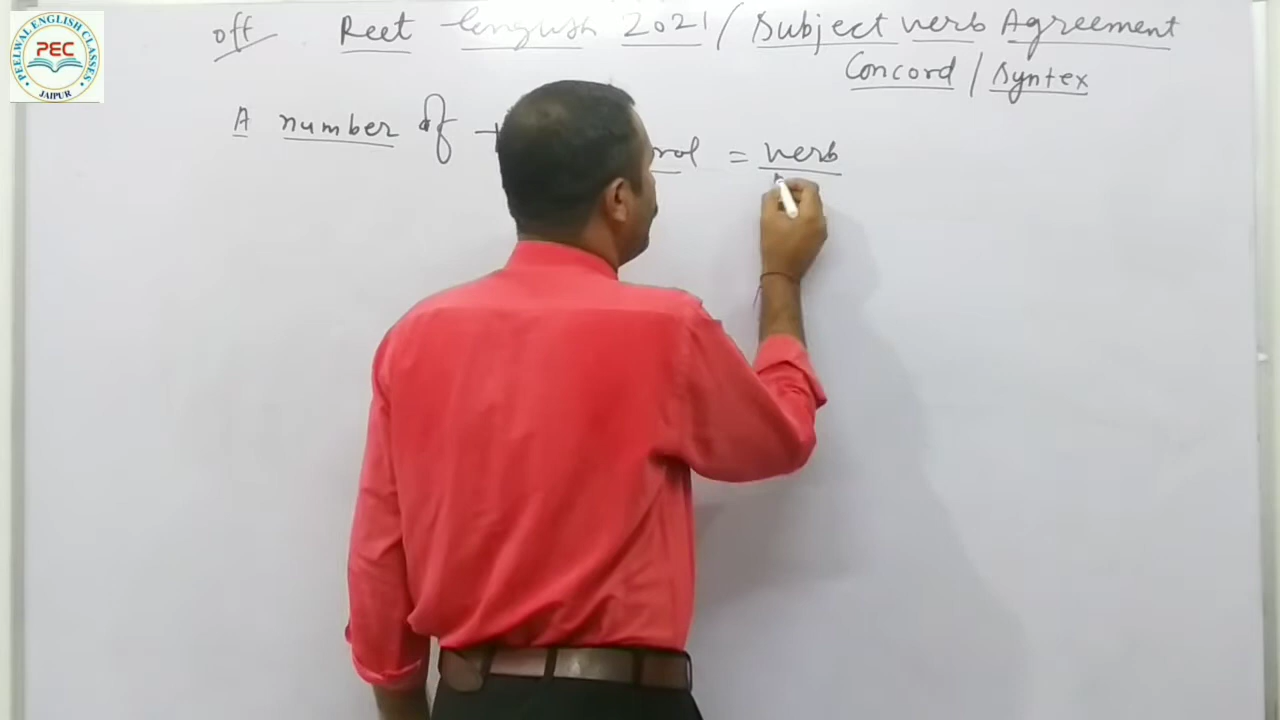 off Reet English 2021 / Subject verb Agreement
Concord / Syntex
A number of + = verb
PEELWAL ENGLISH CLASSES
PEC
JAIPUR